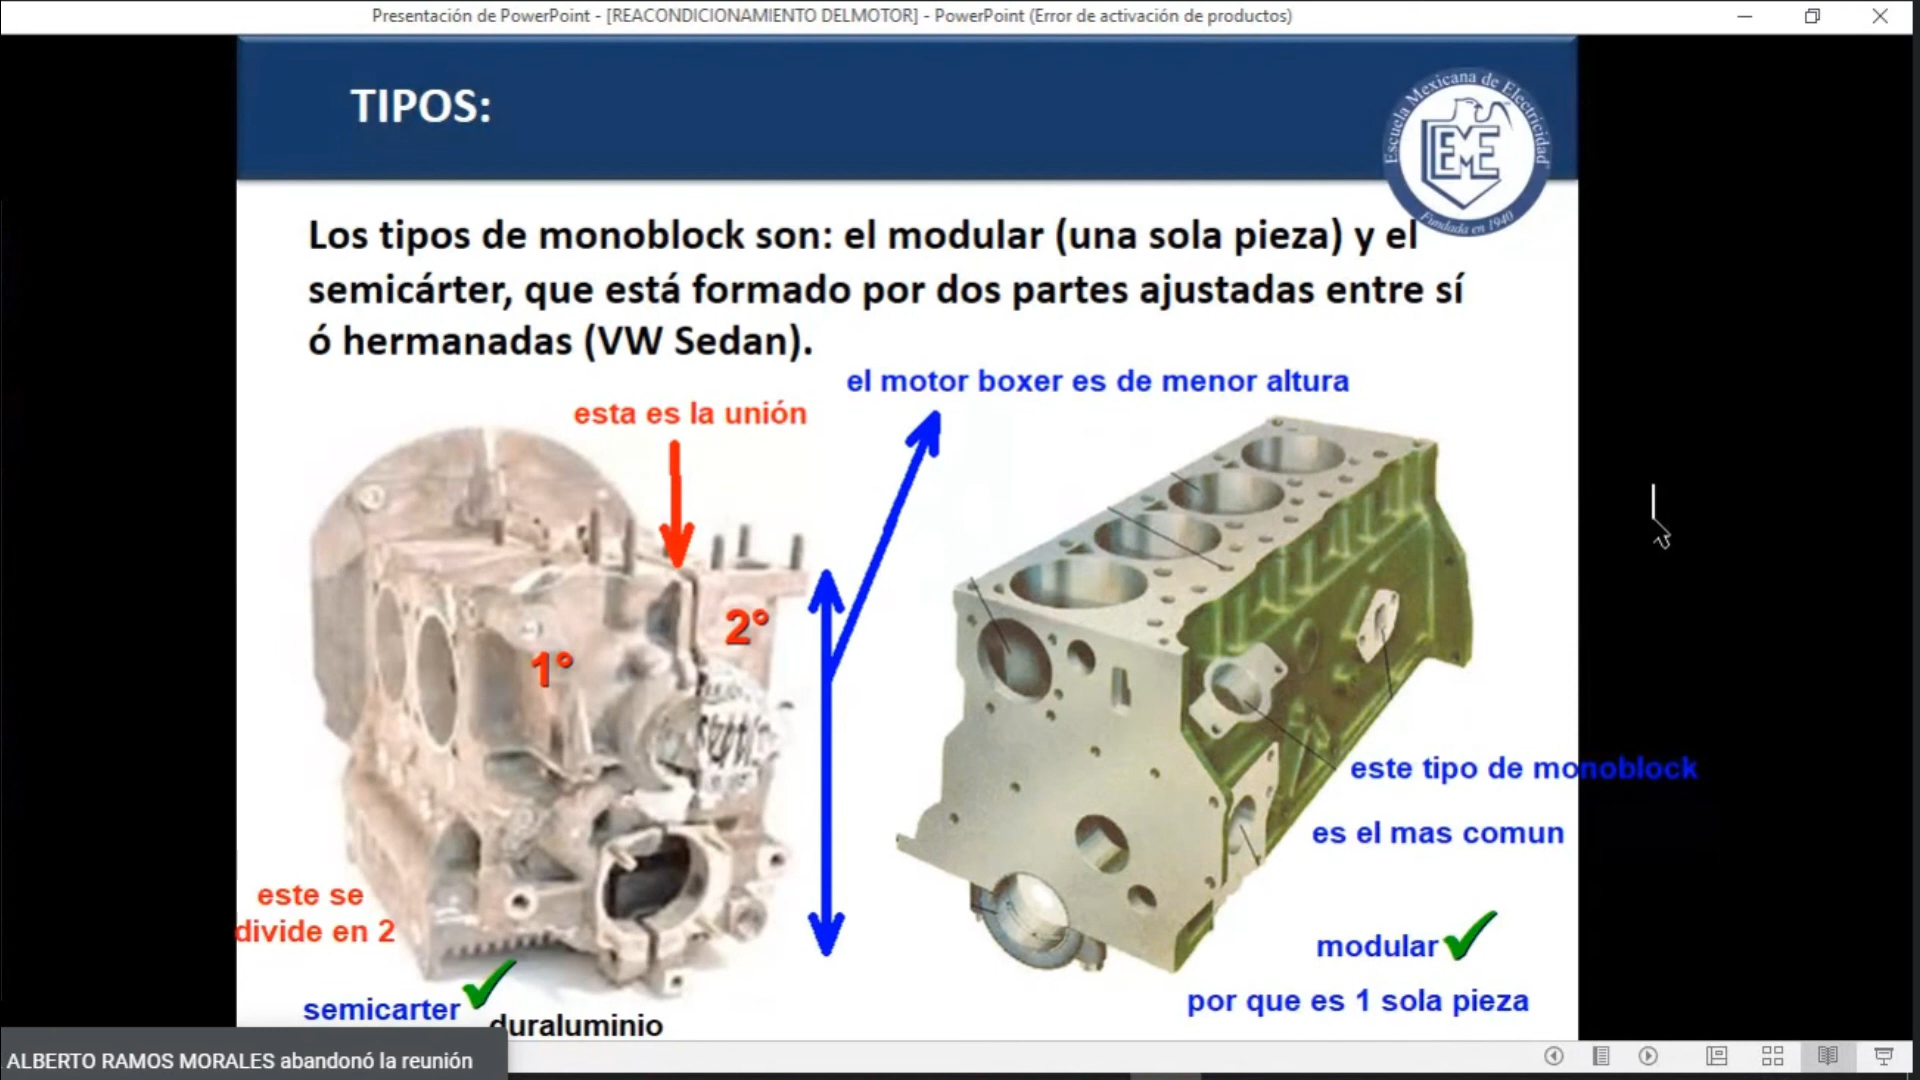 Presentación de PowerPoint - [REACONDICIONAMIENTO DELMOTOR] - PowerPoint (Error de activación de productos)
TIPOS:
Escuela Mexicana de Electricidad
EME
Fundada en 1940
Los tipos de monoblock son: el modular (una sola pieza) y el
semicárter, que está formado por dos partes ajustadas entre sí
ó hermanadas (VW Sedan).
el motor boxer es de menor altura
esta es la unión
2°
1°
este tipo de monoblock
es el mas comun
este se
divide en 2
modular
por que es 1 sola pieza
semicarter
duraluminio
ALBERTO RAMOS MORALES abandonó la reunión